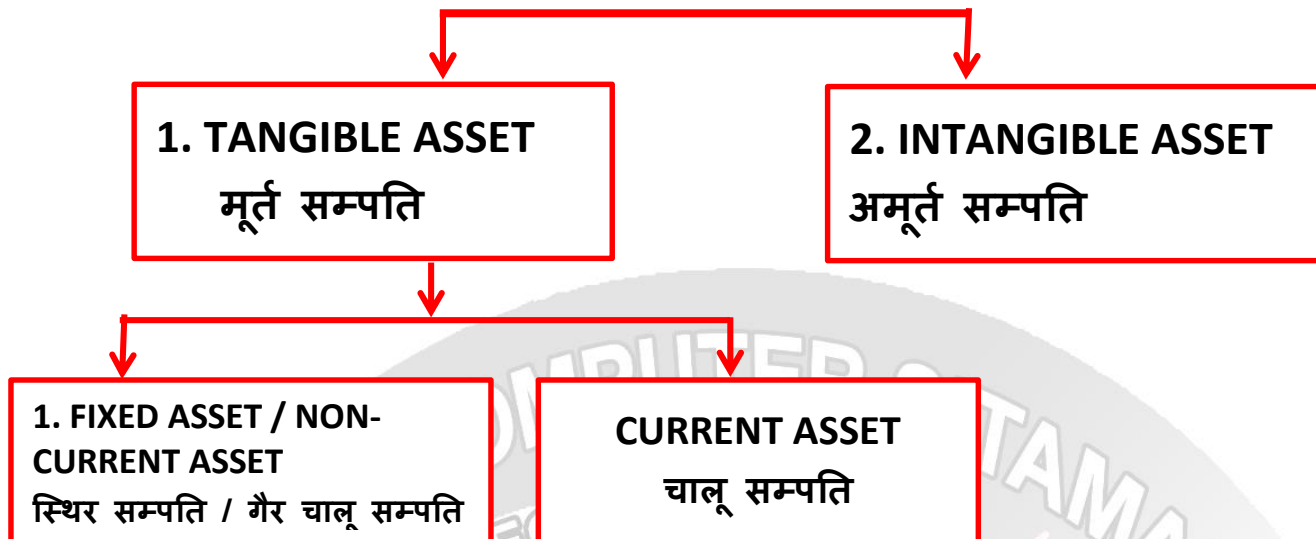 1. TANGIBLE ASSET
मूर्त सम्पति
2. INTANGIBLE ASSET
अमूर्त सम्पति
1. FIXED ASSET / NON-
CURRENT ASSET
स्थिर सम्पति / गैर चालू सम्पति
CURRENT ASSET
चालू सम्पति